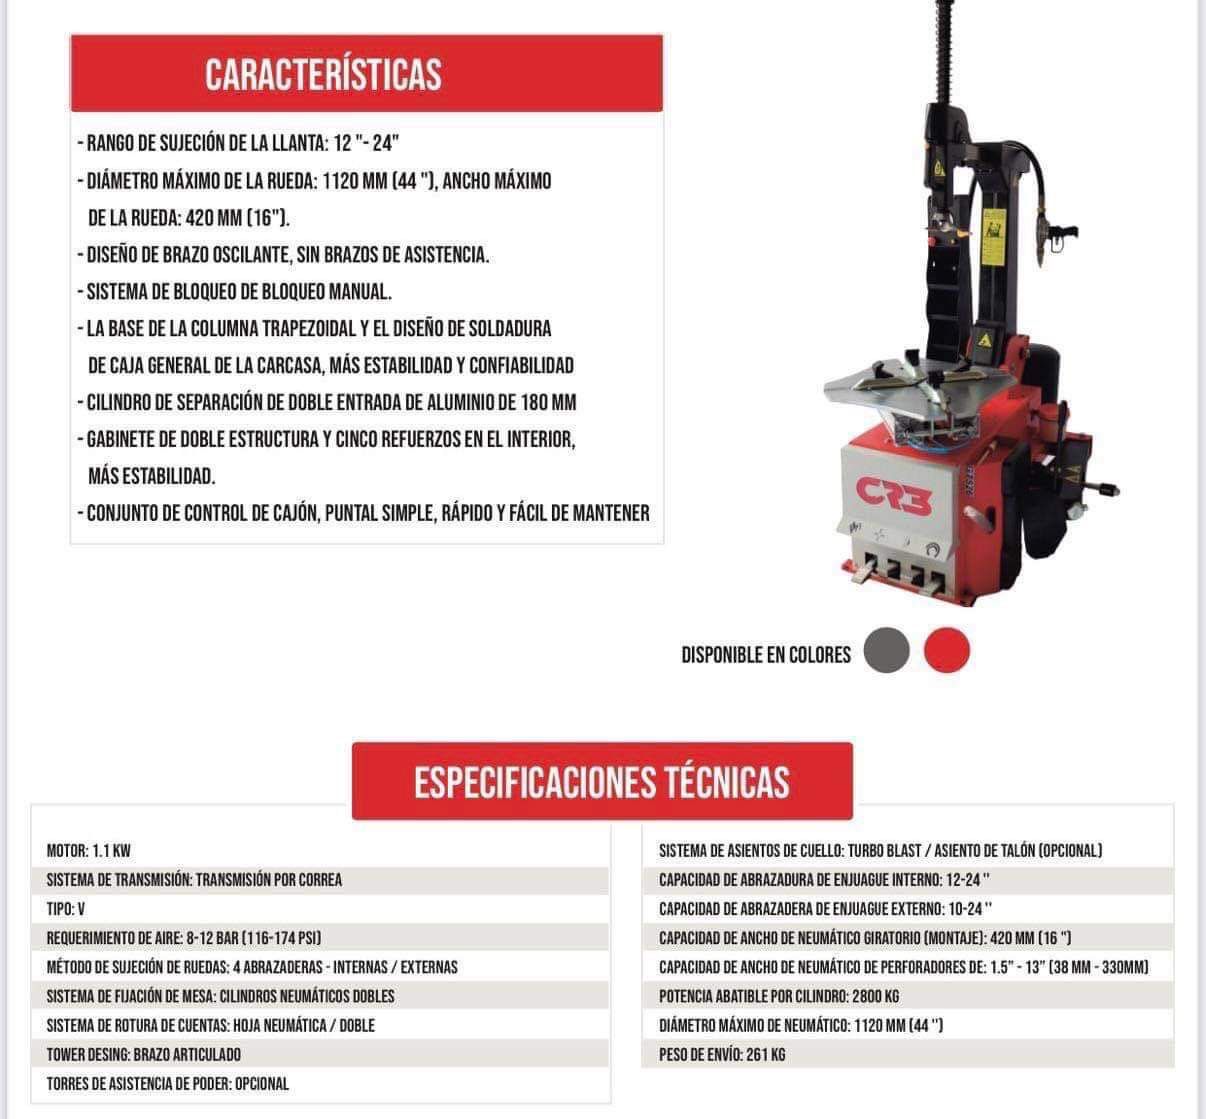 CARACTERÍSTICAS
- RANGO DE SUJECIÓN DE LA LLANTA: 12 "- 24"
- DIÁMETRO MÁXIMO DE LA RUEDA: 1120 MM (44 "), ANCHO MÁXIMO
DE LA RUEDA: 420 MM (16").
- DISEÑO DE BRAZO OSCILANTE, SIN BRAZOS DE ASISTENCIA.
- SISTEMA DE BLOQUEO DE BLOQUEO MANUAL.
- LA BASE DE LA COLUMNA TRAPEZOIDAL Y EL DISEÑO DE SOLDADURA
DE CAJA GENERAL DE LA CARCASA, MÁS ESTABILIDAD Y CONFIABILIDAD
- CILINDRO DE SEPARACIÓN DE DOBLE ENTRADA DE ALUMINIO DE 180 MM
- GABINETE DE DOBLE ESTRUCTURA Y CINCO REFUERZOS EN EL INTERIOR,
MÁS ESTABILIDAD.
- CONJUNTO DE CONTROL DE CAJÓN, PUNTAL SIMPLE, RÁPIDO Y FÁCIL DE MANTENER
CR3
DISPONIBLE EN COLORES
ESPECIFICACIONES TÉCNICAS
MOTOR: 1.1 KW
SISTEMA DE TRANSMISIÓN: TRANSMISIÓN POR CORREA
TIPO: V
REQUERIMIENTO DE AIRE: 8-12 BAR (116-174 PSI)
MÉTODO DE SUJECIÓN DE RUEDAS: 4 ABRAZADERAS - INTERNAS / EXTERNAS
SISTEMA DE FIJACIÓN DE MESA: CILINDROS NEUMÁTICOS DOBLES
SISTEMA DE ROTURA DE CUENTAS: HOJA NEUMÁTICA / DOBLE
TOWER DESING: BRAZO ARTICULADO
TORRES DE ASISTENCIA DE PODER: OPCIONAL
SISTEMA DE ASIENTOS DE CUELLO: TURBO BLAST / ASIENTO DE TALÓN (OPCIONAL)
CAPACIDAD DE ABRAZADURA DE ENJUAGUE INTERNO: 12-24 ''
CAPACIDAD DE ABRAZADERA DE ENJUAGUE EXTERNO: 10-24 ''
CAPACIDAD DE ANCHO DE NEUMÁTICO GIRATORIO (MONTAJE): 420 MM (16 ")
CAPACIDAD DE ANCHO DE NEUMÁTICO DE PERFORADORES DE: 1.5” - 13” (38 MM - 330MM)
POTENCIA ABATIBLE POR CILINDRO: 2800 KG
DIÁMETRO MÁXIMO DE NEUMÁTICO: 1120 MM (44 '')
PESO DE ENVÍO: 261 KG